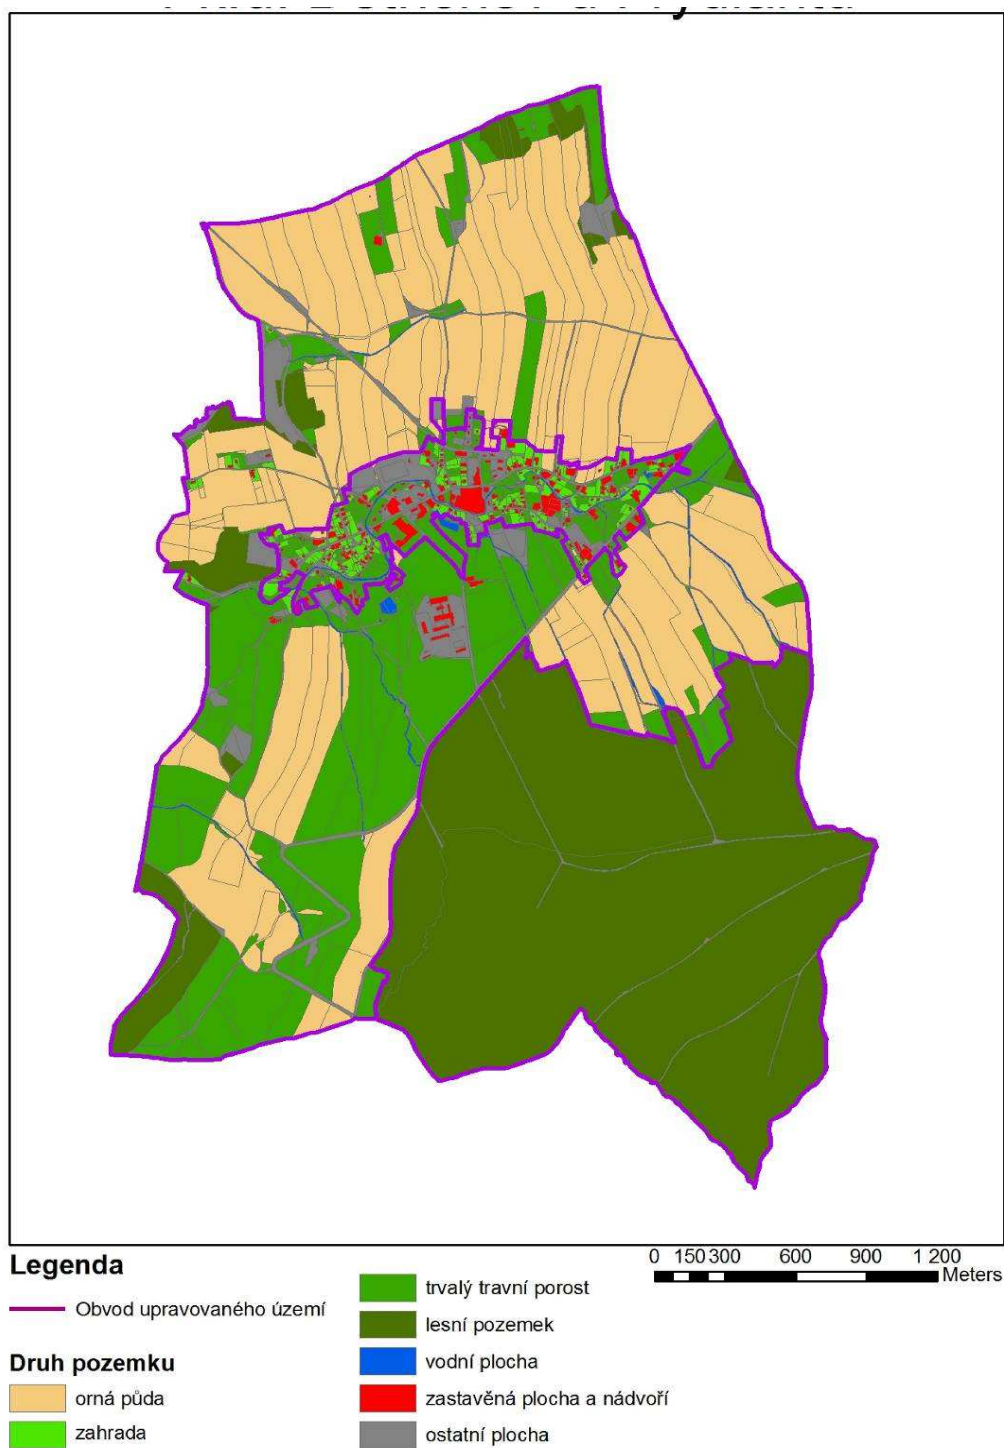 Legenda
Obvod upravovaného území
Druh pozemku
orná půda
zahrada
trvalý travní porost
lesní pozemek
vodní plocha
zastavěná plocha a nádvoří
ostatní plocha
0 150 300 600 900 1 200
Meters